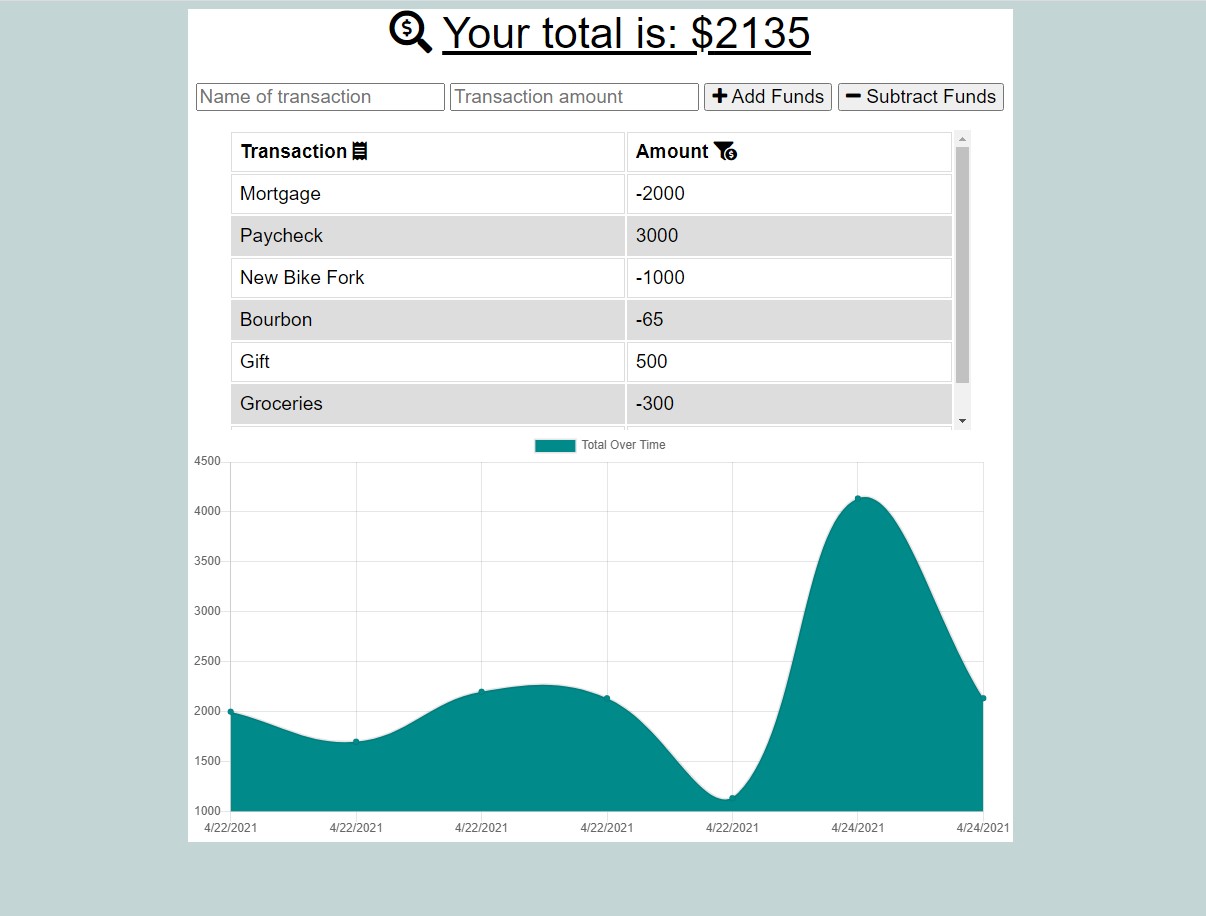 Your total is: $2135
Name of transaction Transaction amount Add Funds Subtract Funds
Transaction Amount
Mortgage -2000
Paycheck 3000
New Bike Fork -1000
Bourbon -65
Gift 500
Groceries -300
Total Over Time
4500
4000
3500
3000
2500
2000
1500
1000
4/22/2021 4/22/2021 4/22/2021 4/22/2021 4/22/2021 4/24/2021 4/24/2021